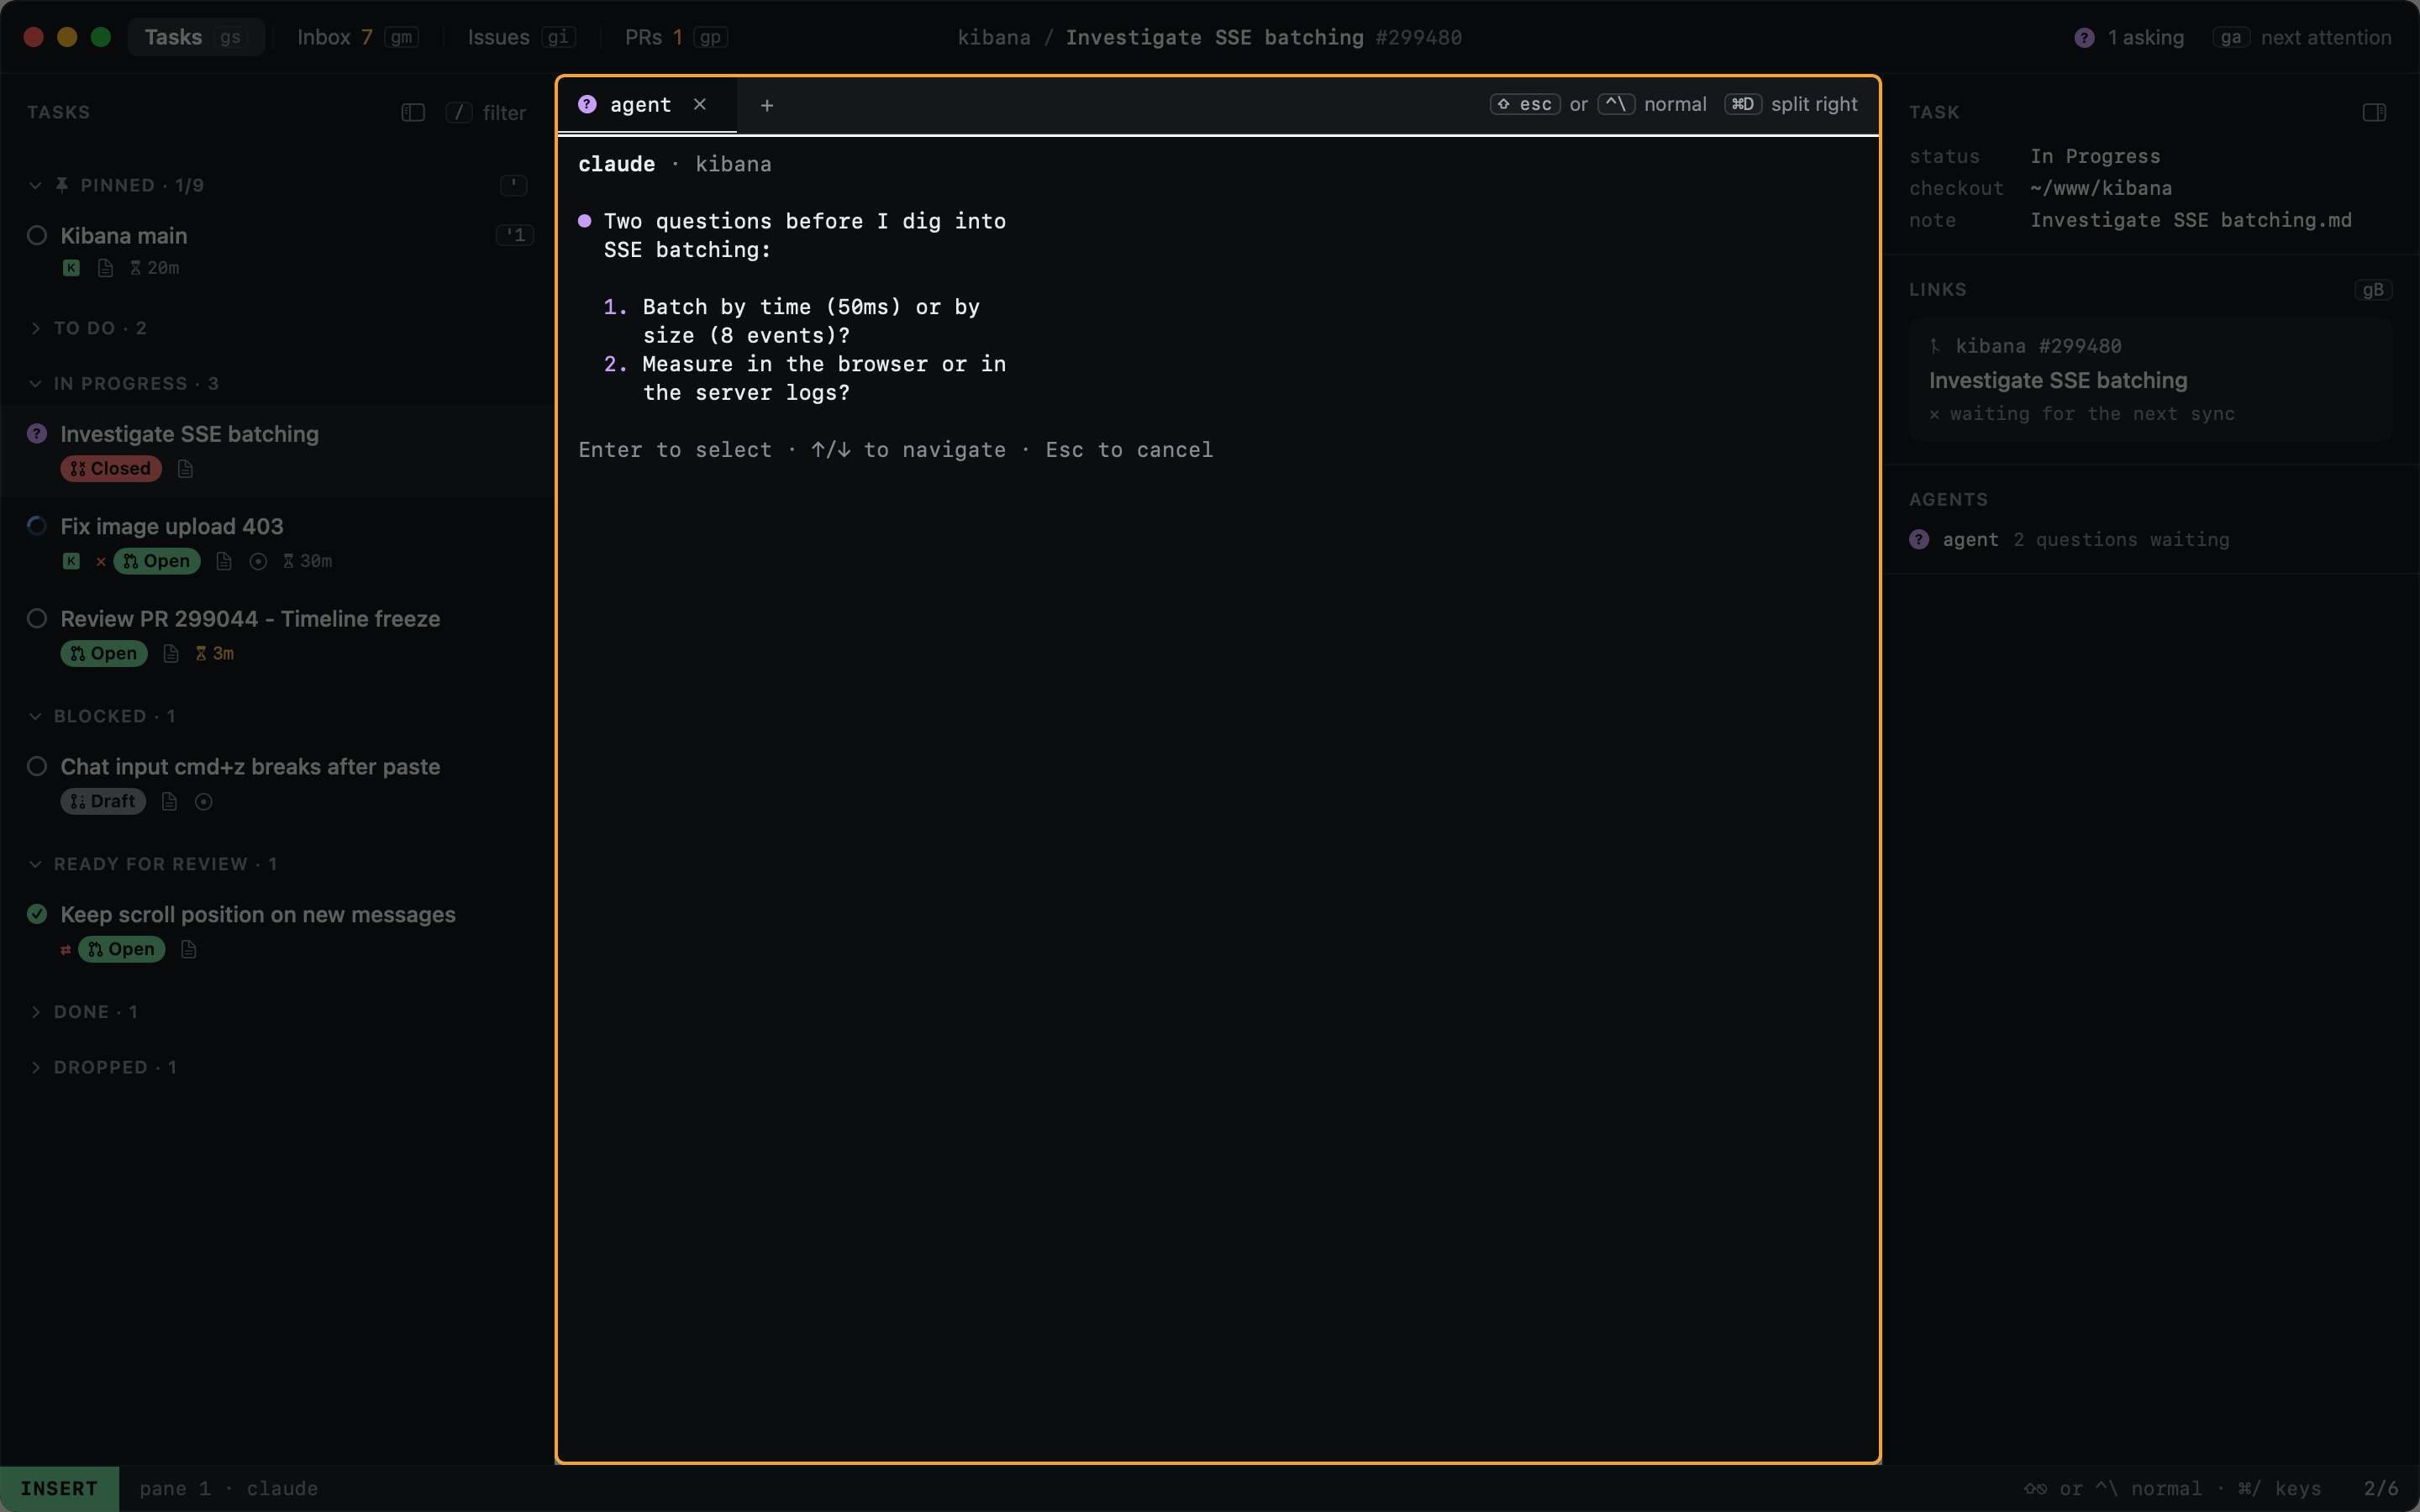 Tasks gs
Inbox 7 gm
Issues gi
PRs 1 gp
kibana / Investigate SSE batching #299480
? 1 asking
ga next attention
TASKS
/ filter
PINNED · 1/9 '
Kibana main '1
K 20m
TO DO · 2
IN PROGRESS · 3
? Investigate SSE batching
Closed
Fix image upload 403
K × Open 30m
Review PR 299044 - Timeline freeze
Open 3m
BLOCKED · 1
Chat input cmd+z breaks after paste
Draft
READY FOR REVIEW · 1
Keep scroll position on new messages
Open
DONE · 1
DROPPED · 1
? agent × +
⇧ esc or ^\ normal ⌘D split right
claude · kibana
Two questions before I dig into
SSE batching:
1. Batch by time (50ms) or by
size (8 events)?
2. Measure in the browser or in
the server logs?
Enter to select · ↑/↓ to navigate · Esc to cancel
TASK
status In Progress
checkout ~/www/kibana
note Investigate SSE batching.md
LINKS gB
kibana #299480
Investigate SSE batching
× waiting for the next sync
AGENTS
? agent 2 questions waiting
INSERT pane 1 · claude
⇧⎋ or ^\ normal · ⌘/ keys 2/6